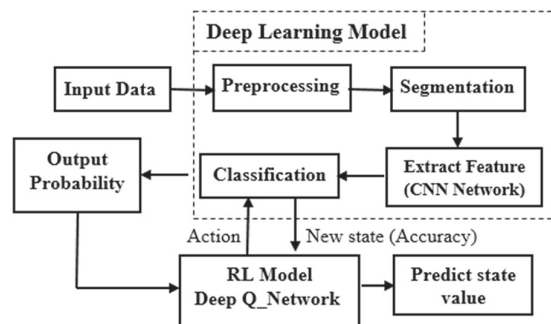 Deep Learning Model
Input Data
Preprocessing
Segmentation
Output
Probability
Classification
Extract Feature
(CNN Network)
Action
New state (Accuracy)
RL Model
Deep Q_Network
Predict state
value